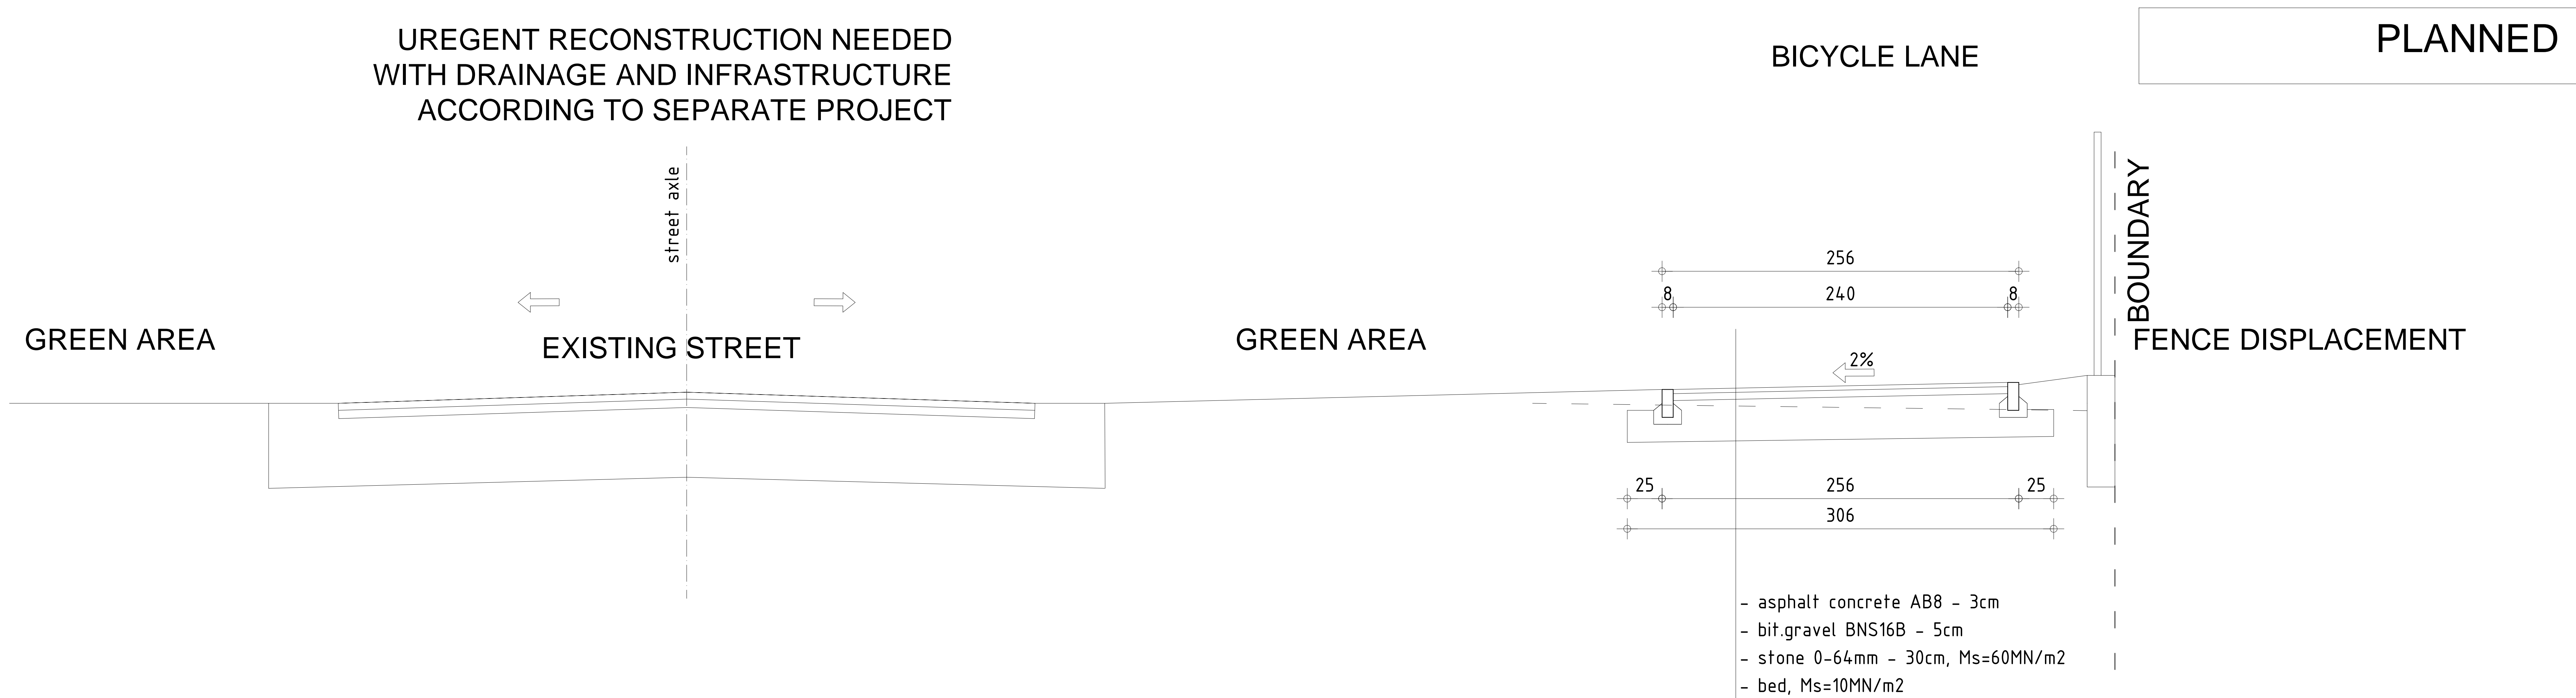 UREGENT RECONSTRUCTION NEEDED
WITH DRAINAGE AND INFRASTRUCTURE
ACCORDING TO SEPARATE PROJECT
BICYCLE LANE
PLANNED
street axle
BOUNDARY
256
8
240
8
GREEN AREA
EXISTING STREET
GREEN AREA
FENCE DISPLACEMENT
2%
25
256
25
306
- asphalt concrete AB8 - 3cm
- bit.gravel BNS16B - 5cm
- stone 0-64mm - 30cm, Ms=60MN/m2
- bed, Ms=10MN/m2